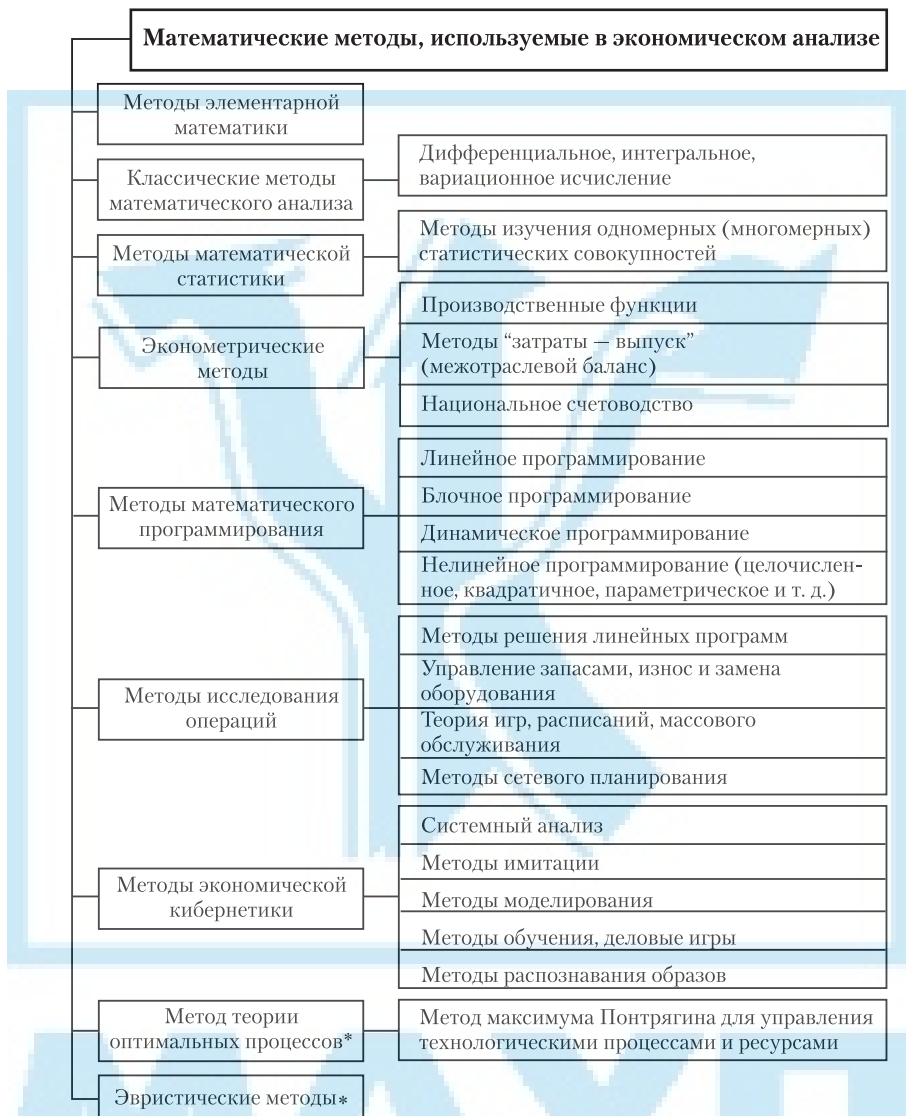 Математические методы, используемые в экономическом анализе
Методы элементарной
математики
Классические методы
математического анализа
Дифференциальное, интегральное,
вариационное исчисление
Методы математической
статистики
Методы изучения одномерных (многомерных)
статистических совокупностей
Эконометрические
методы
Производственные функции
Методы “затраты — выпуск”
(межотраслевой баланс)
Национальное счетоводство
Методы математического
программирования
Линейное программирование
Блочное программирование
Динамическое программирование
Нелинейное программирование (целочислен-
ное, квадратичное, параметрическое и т. д.)
Методы исследования
операций
Методы решения линейных программ
Управление запасами, износ и замена
оборудования
Теория игр, расписаний, массового
обслуживания
Методы сетевого планирования
Методы экономической
кибернетики
Системный анализ
Методы имитации
Методы моделирования
Методы обучения, деловые игры
Методы распознавания образов
Метод теории
оптимальных процессов*
Метод максимума Понтрягина для управления
технологическими процессами и ресурсами
Эвристические методы*